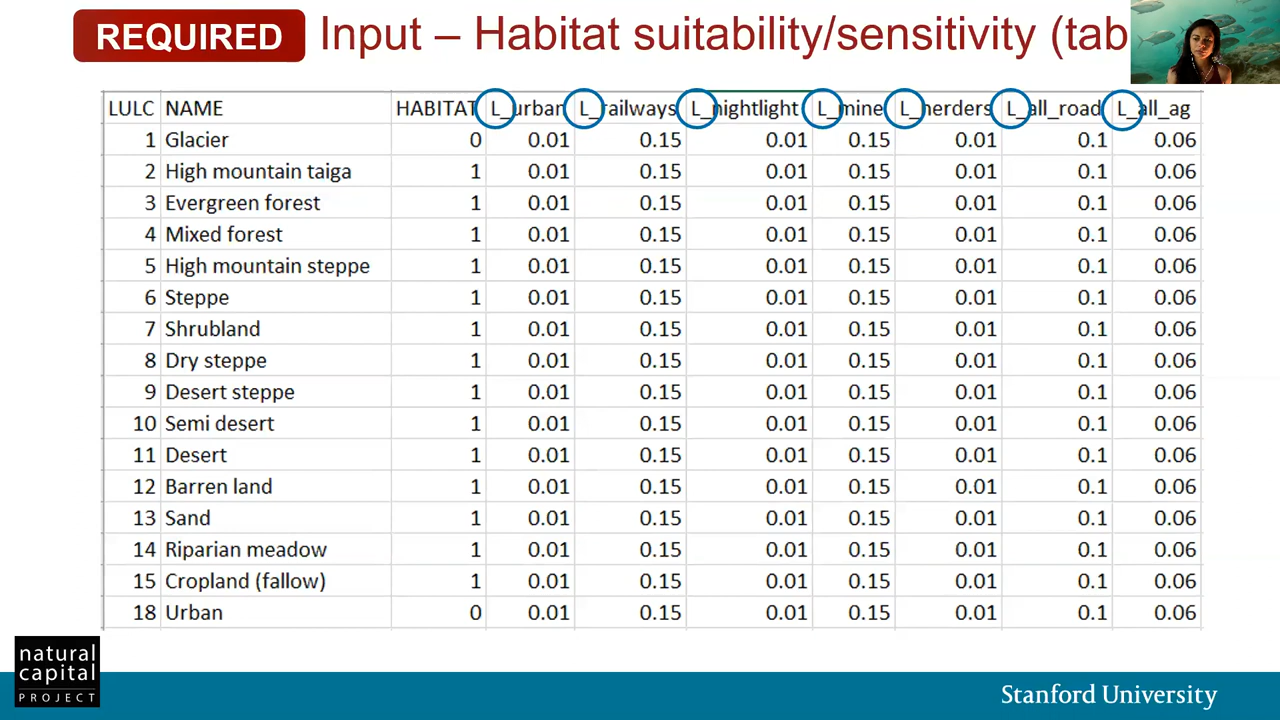 REQUIRED Input – Habitat suitability/sensitivity (tab
LULC NAME HABITAT L_urban L_railways L_nightlight L_mine L_herders L_all_road L_all_ag
1 Glacier 0 0.01 0.15 0.01 0.15 0.01 0.1 0.06
2 High mountain taiga 1 0.01 0.15 0.01 0.15 0.01 0.1 0.06
3 Evergreen forest 1 0.01 0.15 0.01 0.15 0.01 0.1 0.06
4 Mixed forest 1 0.01 0.15 0.01 0.15 0.01 0.1 0.06
5 High mountain steppe 1 0.01 0.15 0.01 0.15 0.01 0.1 0.06
6 Steppe 1 0.01 0.15 0.01 0.15 0.01 0.1 0.06
7 Shrubland 1 0.01 0.15 0.01 0.15 0.01 0.1 0.06
8 Dry steppe 1 0.01 0.15 0.01 0.15 0.01 0.1 0.06
9 Desert steppe 1 0.01 0.15 0.01 0.15 0.01 0.1 0.06
10 Semi desert 1 0.01 0.15 0.01 0.15 0.01 0.1 0.06
11 Desert 1 0.01 0.15 0.01 0.15 0.01 0.1 0.06
12 Barren land 1 0.01 0.15 0.01 0.15 0.01 0.1 0.06
13 Sand 1 0.01 0.15 0.01 0.15 0.01 0.1 0.06
14 Riparian meadow 1 0.01 0.15 0.01 0.15 0.01 0.1 0.06
15 Cropland (fallow) 1 0.01 0.15 0.01 0.15 0.01 0.1 0.06
18 Urban 0 0.01 0.15 0.01 0.15 0.01 0.1 0.06
natural
capital
PROJECT
Stanford University